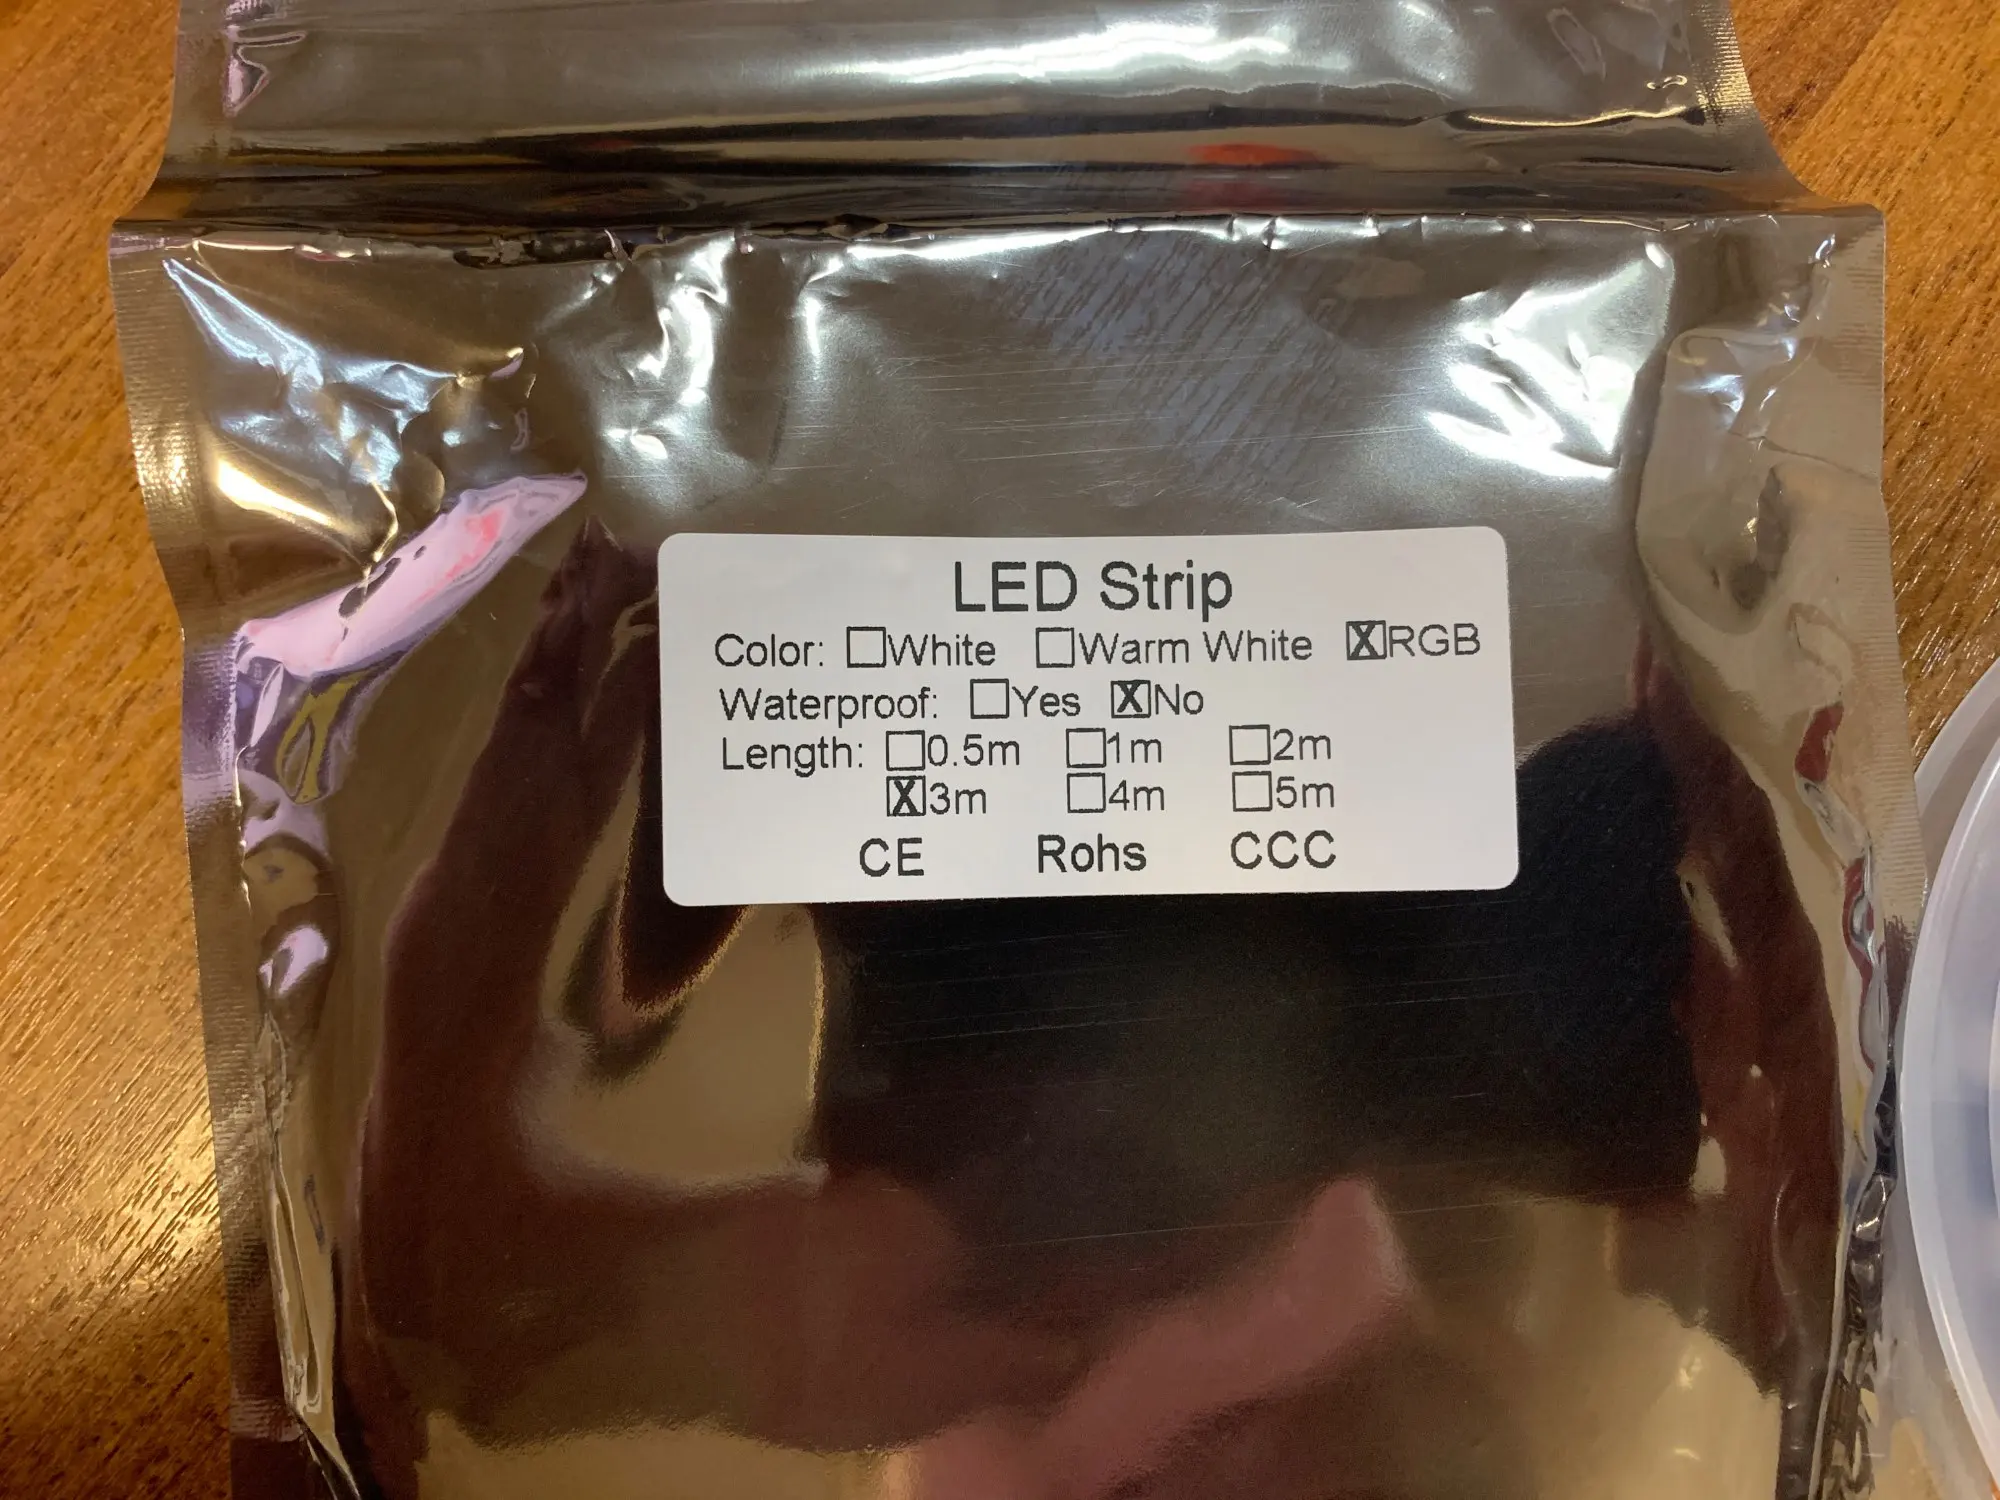 LED Strip
Color: ☐White ☐Warm White ☒RGB
Waterproof: ☐Yes ☒No
Length: ☐0.5m ☐1m ☐2m
☒3m ☐4m ☐5m
CE Rohs CCC